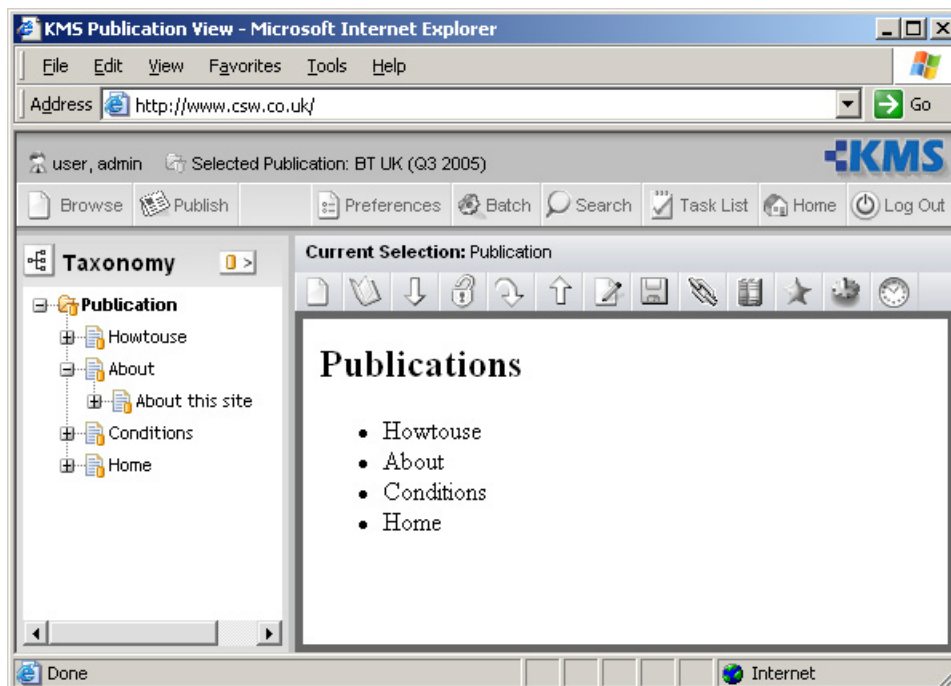 KMS Publication View - Microsoft Internet Explorer
File Edit View Favorites Tools Help
Address http://www.csw.co.uk/ Go
user, admin Selected Publication: BT UK (Q3 2005) KMS
Browse Publish Preferences Batch Search Task List Home Log Out
Taxonomy
Current Selection: Publication
Publication
Howtouse
About
About this site
Conditions
Home
Publications
Howtouse
About
Conditions
Home
Done Internet